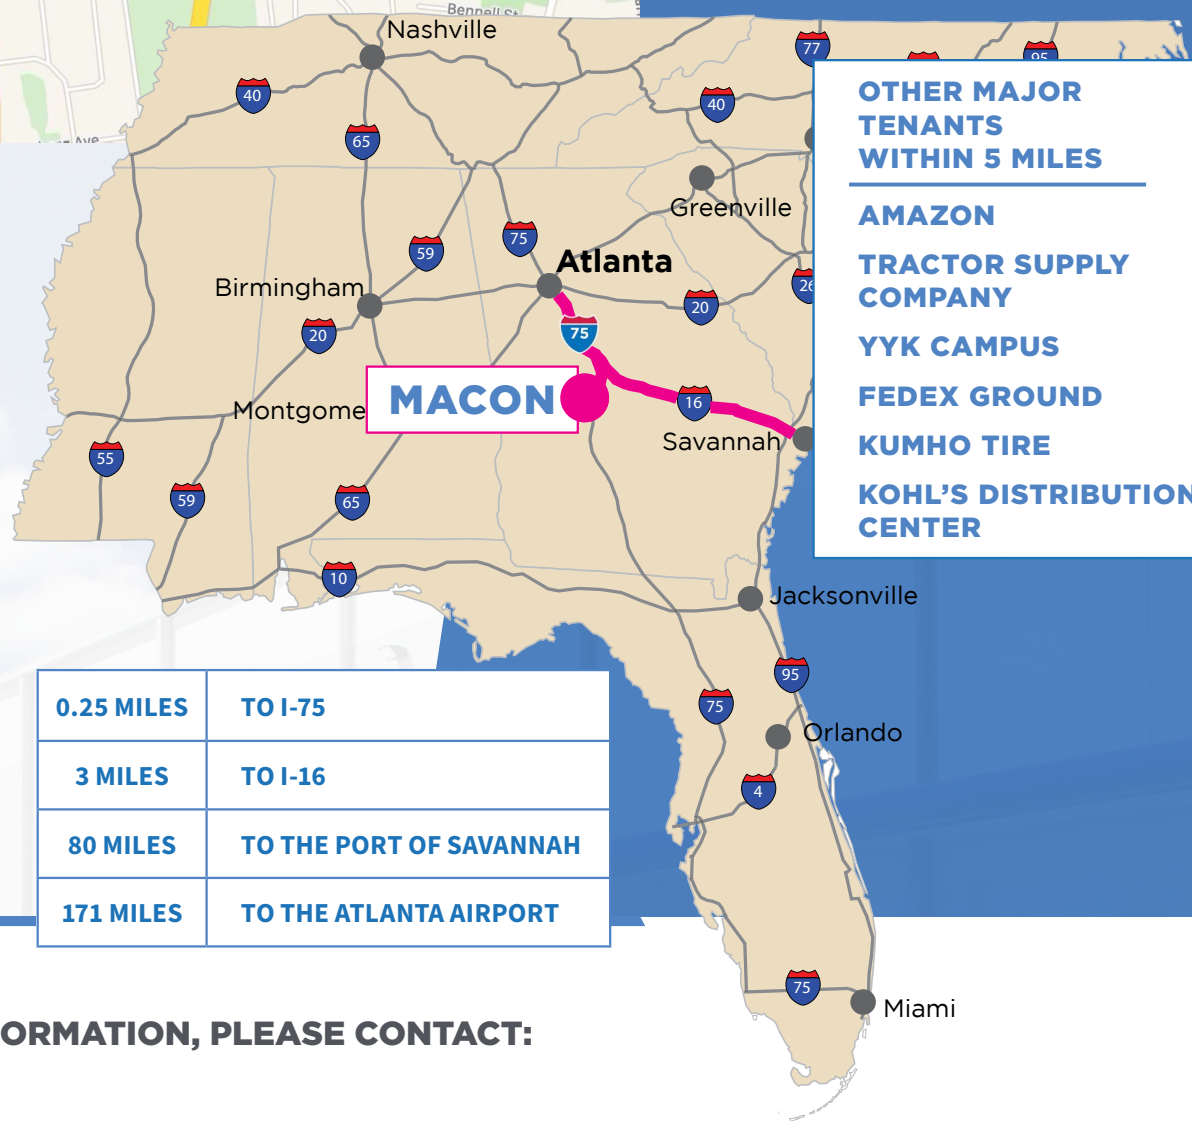 Bennell St
Nashville
77
95
40
40
65
OTHER MAJOR
TENANTS
WITHIN 5 MILES
AMAZON
TRACTOR SUPPLY
COMPANY
YYK CAMPUS
FEDEX GROUND
KUMHO TIRE
KOHL'S DISTRIBUTION
CENTER
Greenville
59
75
Atlanta
26
Birmingham
20
20
75
MACON
16
Montgome
Savannah
55
59
65
10
Jacksonville
95
75
Orlando
4
0.25 MILES TO I-75
3 MILES TO I-16
80 MILES TO THE PORT OF SAVANNAH
171 MILES TO THE ATLANTA AIRPORT
75
Miami
ORMATION, PLEASE CONTACT: